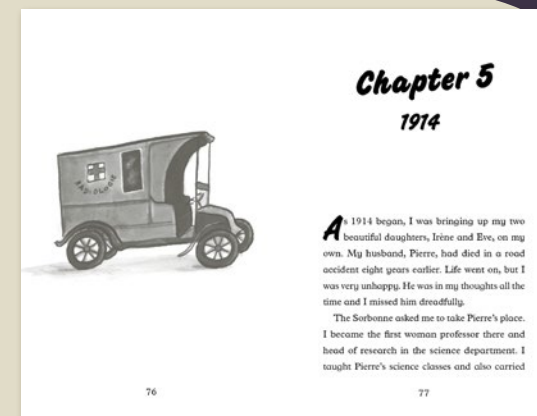 RADIOLOGIE
76
Chapter 5
1914
As 1914 began, I was bringing up my two
beautiful daughters, Irène and Eve, on my
own. My husband, Pierre, had died in a road
accident eight years earlier. Life went on, but I
was very unhappy. He was in my thoughts all the
time and I missed him dreadfully.
The Sorbonne asked me to take Pierre's place.
I became the first woman professor there and
head of research in the science department. I
taught Pierre's science classes and also carried
77